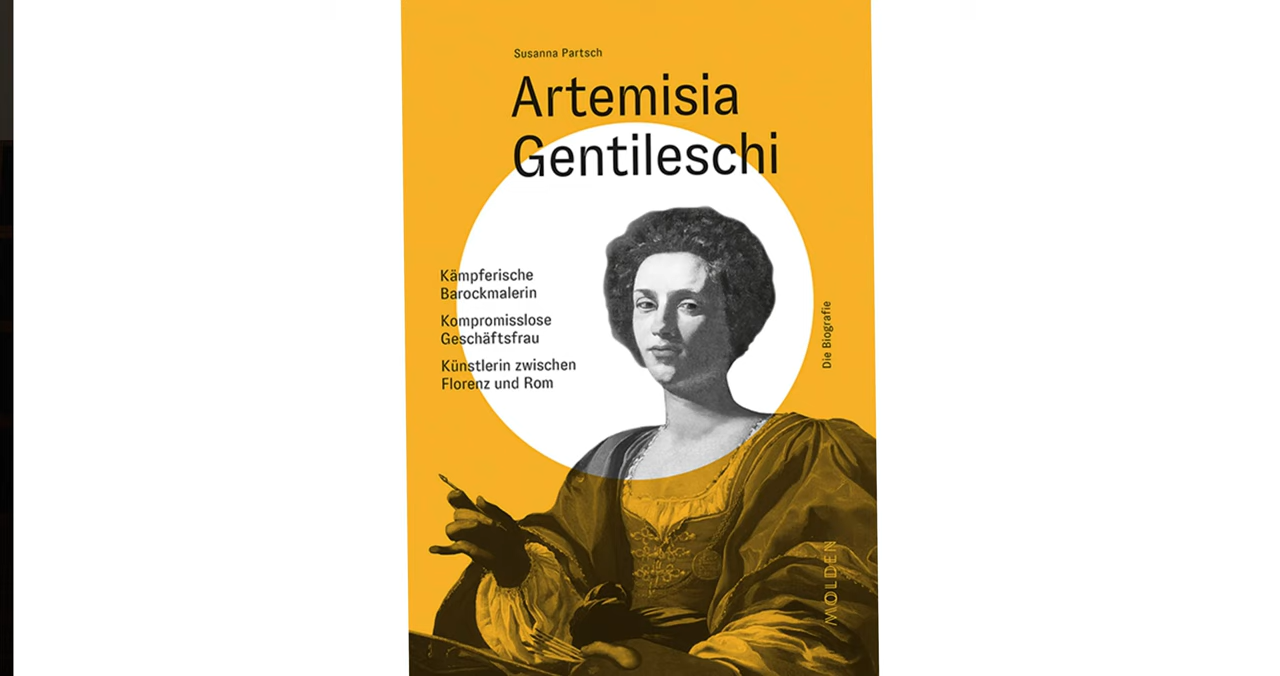 Susanna Partsch
Artemisia
Gentileschi
Kämpferische
Barockmalerin
Kompromisslose
Geschäftsfrau
Künstlerin zwischen
Florenz und Rom
Die Biografie
MOLDEN